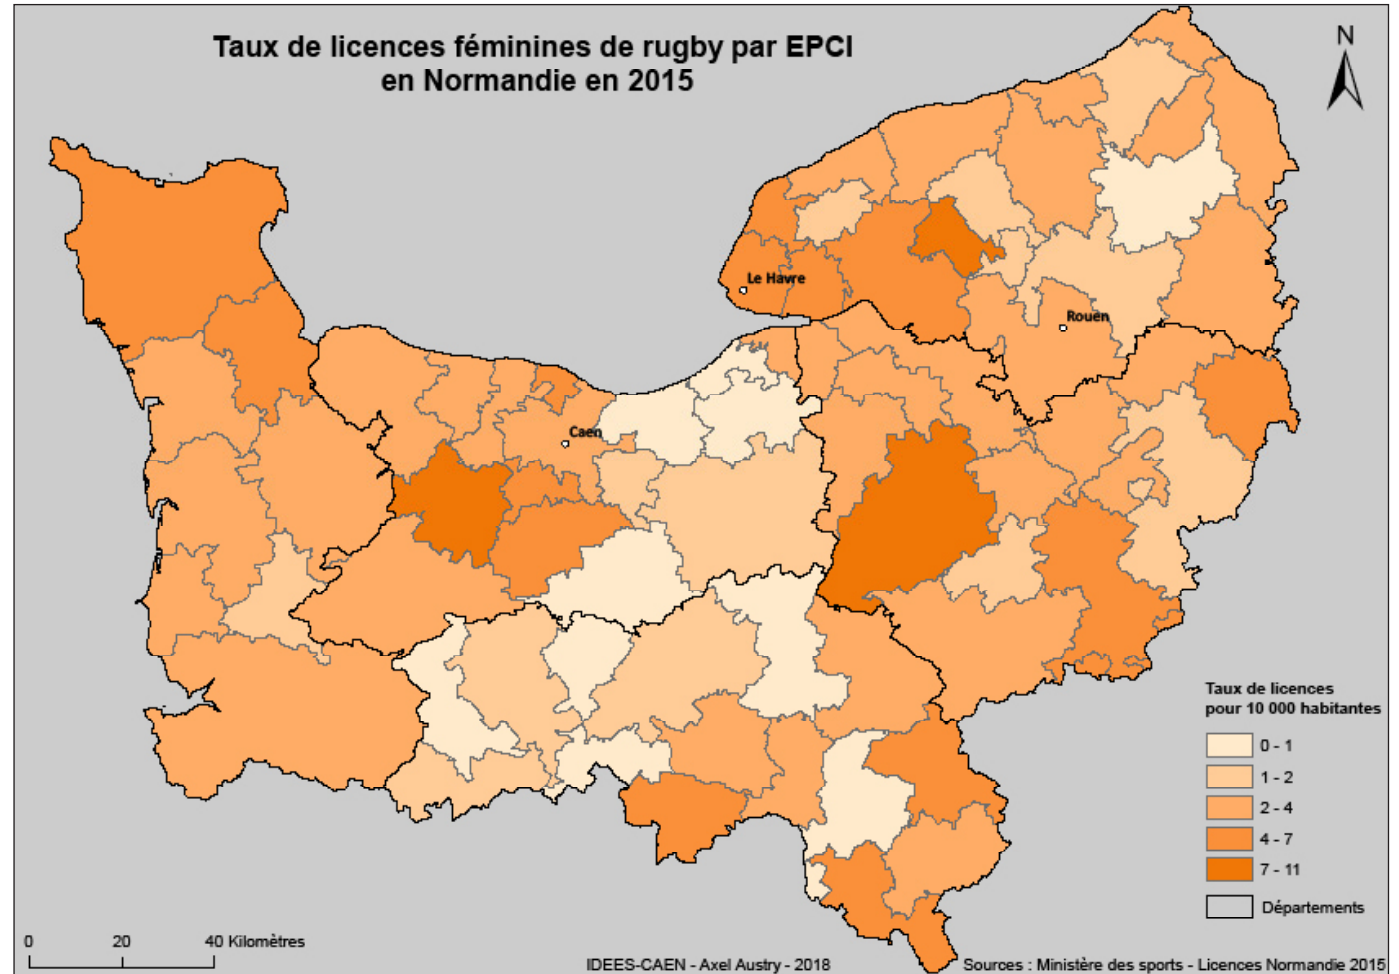 Taux de licences féminines de rugby par EPCI
en Normandie en 2015
N
Le Havre
Rouen
Caen
Taux de licences
pour 10 000 habitantes
0 - 1
1 - 2
2 - 4
4 - 7
7 - 11
Départements
0 20 40 Kilomètres
IDEES-CAEN - Axel Austry - 2018
Sources : Ministère des sports - Licences Normandie 2015